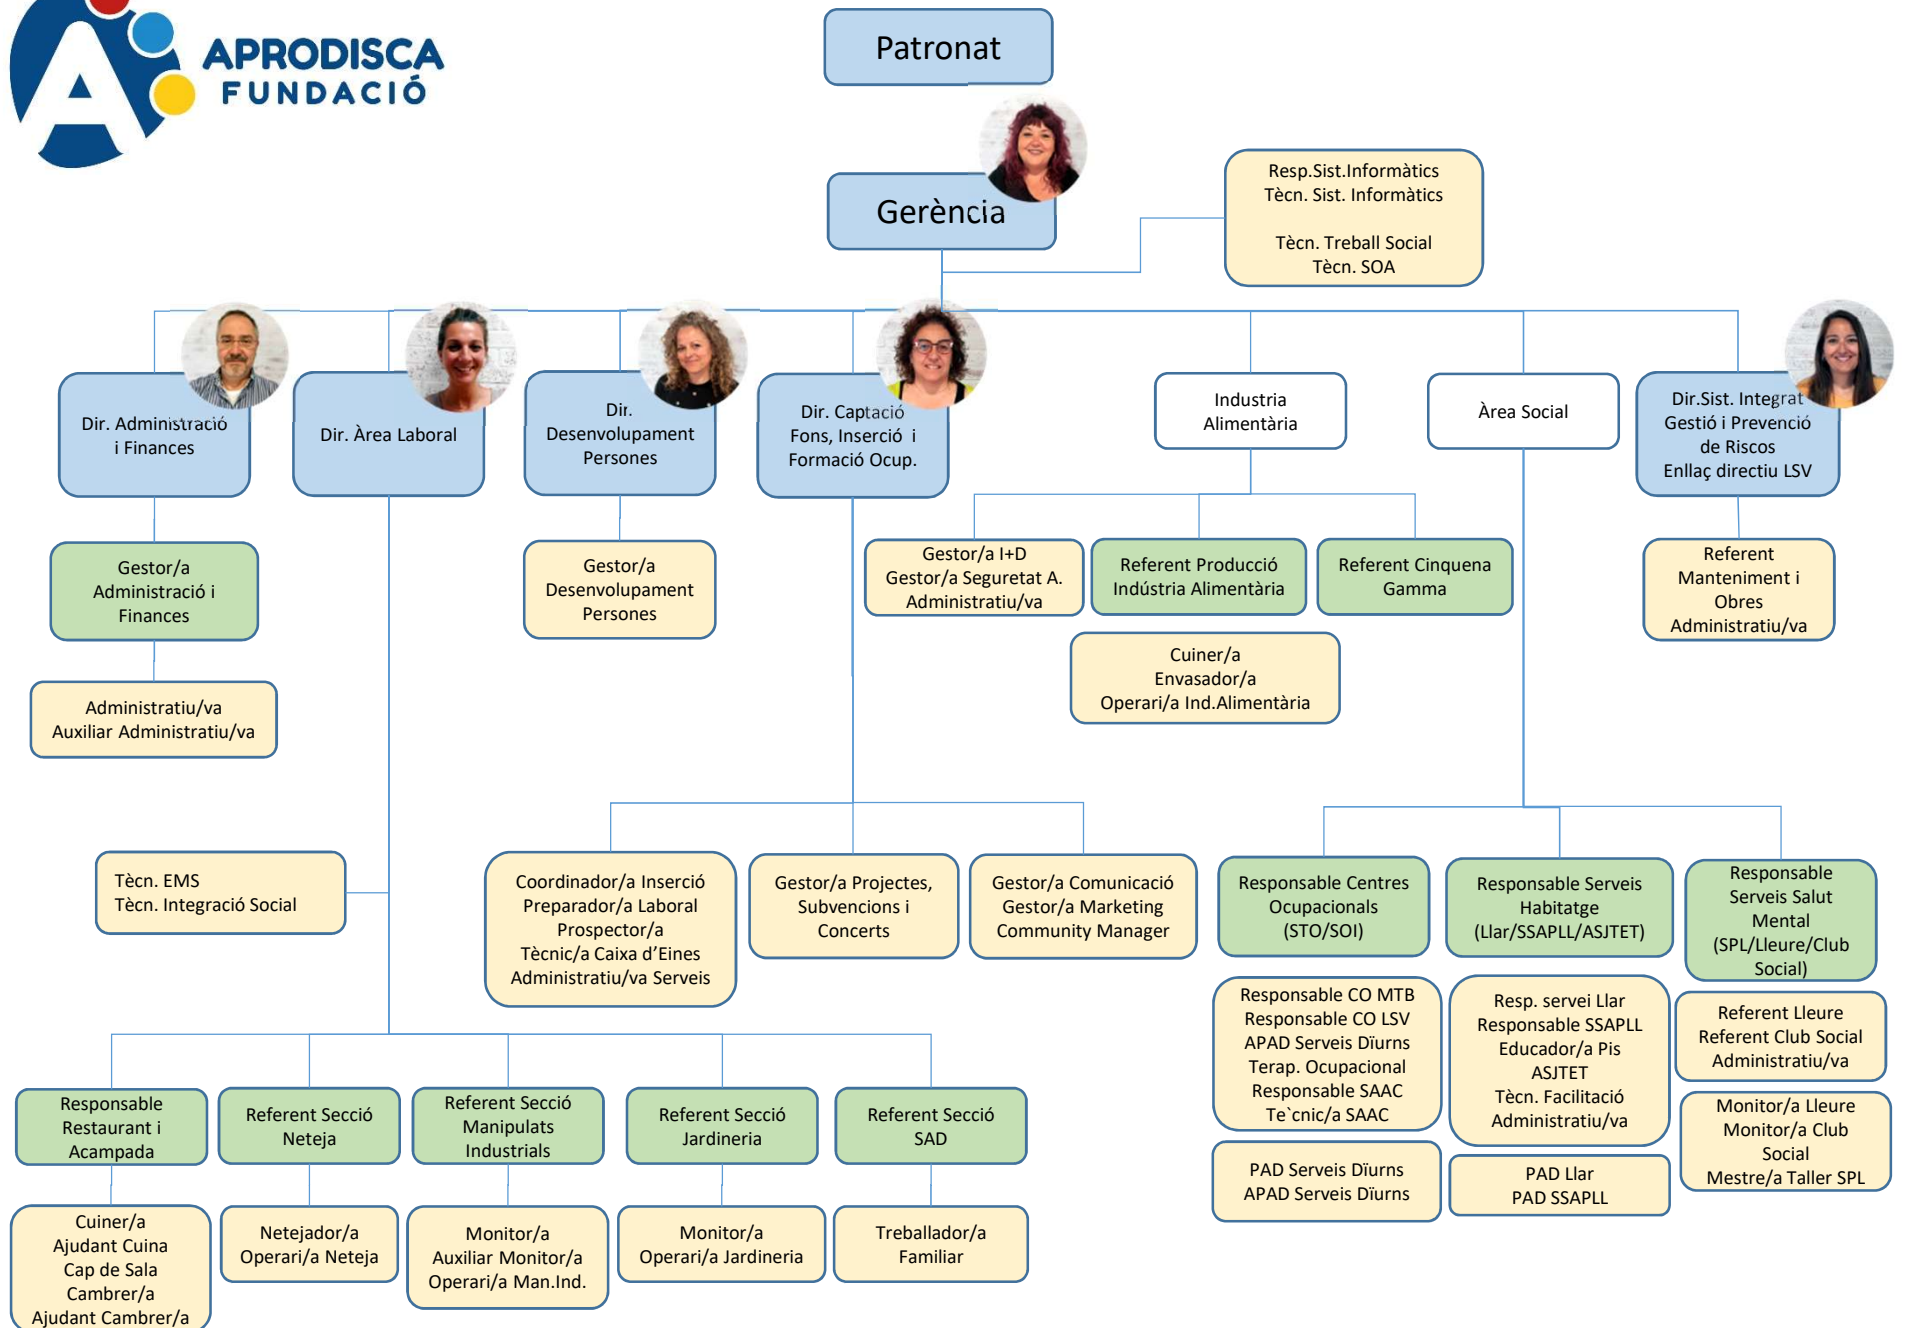 APRODISCA
FUNDACIÓ
Patronat
Gerència
Resp.Sist.Informàtics
Tècn. Sist. Informàtics
Tècn. Treball Social
Tècn. SOA
Dir. Administració
i Finances
Dir. Àrea Laboral
Dir.
Desenvolupament
Persones
Dir. Captació
Fons, Inserció i
Formació Ocup.
Industria
Alimentària
Àrea Social
Dir.Sist. Integrat
Gestió i Prevenció
de Riscos
Enllaç directiu LSV
Gestor/a
Administració i
Finances
Gestor/a
Desenvolupament
Persones
Gestor/a I+D
Gestor/a Seguretat A.
Administratiu/va
Referent Producció
Indústria Alimentària
Referent Cinquena
Gamma
Referent
Manteniment i
Obres
Administratiu/va
Cuiner/a
Envasador/a
Operari/a Ind.Alimentària
Administratiu/va
Auxiliar Administratiu/va
Tècn. EMS
Tècn. Integració Social
Coordinador/a Inserció
Preparador/a Laboral
Prospector/a
Tècnic/a Caixa d’Eines
Administratiu/va Serveis
Gestor/a Projectes,
Subvencions i
Concerts
Gestor/a Comunicació
Gestor/a Marketing
Community Manager
Responsable Centres
Ocupacionals
(STO/SOI)
Responsable Serveis
Habitatge
(Llar/SSAPLL/ASJTET)
Responsable
Serveis Salut
Mental
(SPL/Lleure/Club
Social)
Responsable CO MTB
Responsable CO LSV
APAD Serveis Dïurns
Terap. Ocupacional
Responsable SAAC
Te`cnic/a SAAC
Resp. servei Llar
Responsable SSAPLL
Educador/a Pis
ASJTET
Tècn. Facilitació
Administratiu/va
Referent Lleure
Referent Club Social
Administratiu/va
Monitor/a Lleure
Monitor/a Club
Social
Mestre/a Taller SPL
PAD Serveis Dïurns
APAD Serveis Dïurns
PAD Llar
PAD SSAPLL
Responsable
Restaurant i
Acampada
Referent Secció
Neteja
Referent Secció
Manipulats
Industrials
Referent Secció
Jardineria
Referent Secció
SAD
Cuiner/a
Ajudant Cuina
Cap de Sala
Cambrer/a
Ajudant Cambrer/a
Netejador/a
Operari/a Neteja
Monitor/a
Auxiliar Monitor/a
Operari/a Man.Ind.
Monitor/a
Operari/a Jardineria
Treballador/a
Familiar